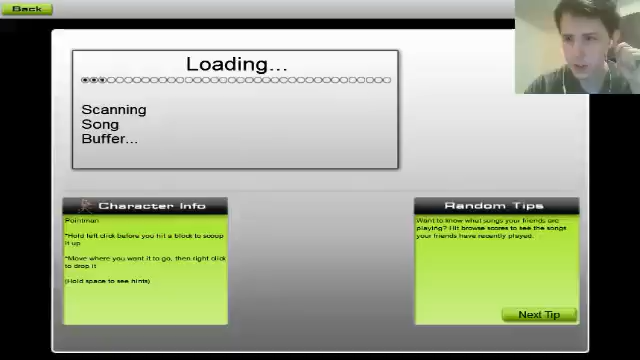 Back
Loading...
Scanning
Song
Buffer...
Character Info
Pointman
*Hold left click before you hit a block to scoop
it up
*Move where you want it to go, then right click
to drop it
(Hold space to see hints)
Random Tips
Want to know what songs your friends are
playing? Hit browse scores to see the songs
your friends have recently played.
Next Tip